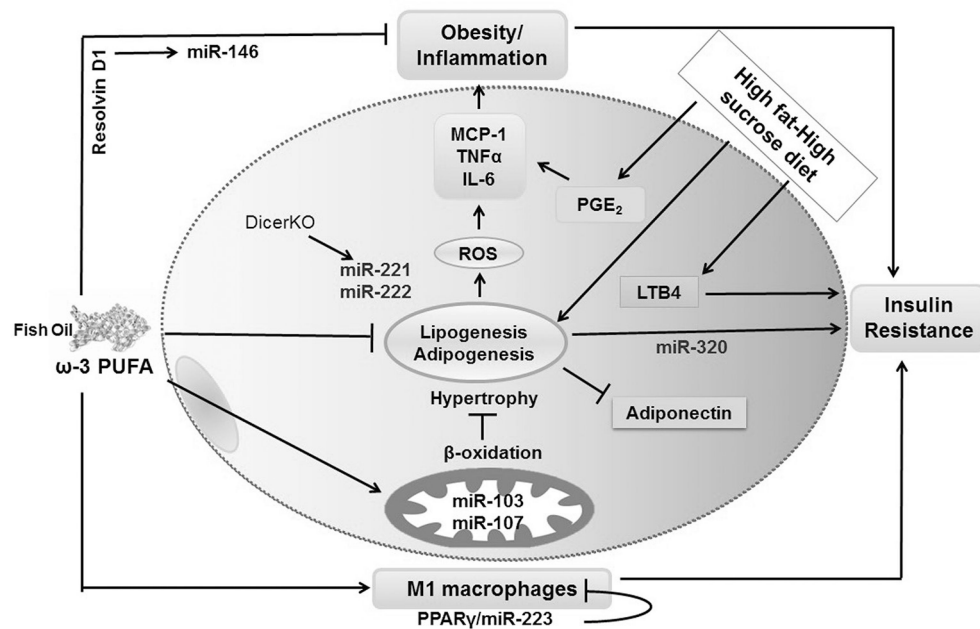 Obesity/
Inflammation
Resolvin D1
miR-146
High fat-High
sucrose diet
MCP-1
TNFα
IL-6
PGE₂
DicerKO
miR-221
miR-222
ROS
LTB4
Insulin
Resistance
Fish Oil
ω-3 PUFA
Lipogenesis
Adipogenesis
miR-320
Hypertrophy
Adiponectin
β-oxidation
miR-103
miR-107
M1 macrophages
PPARγ/miR-223